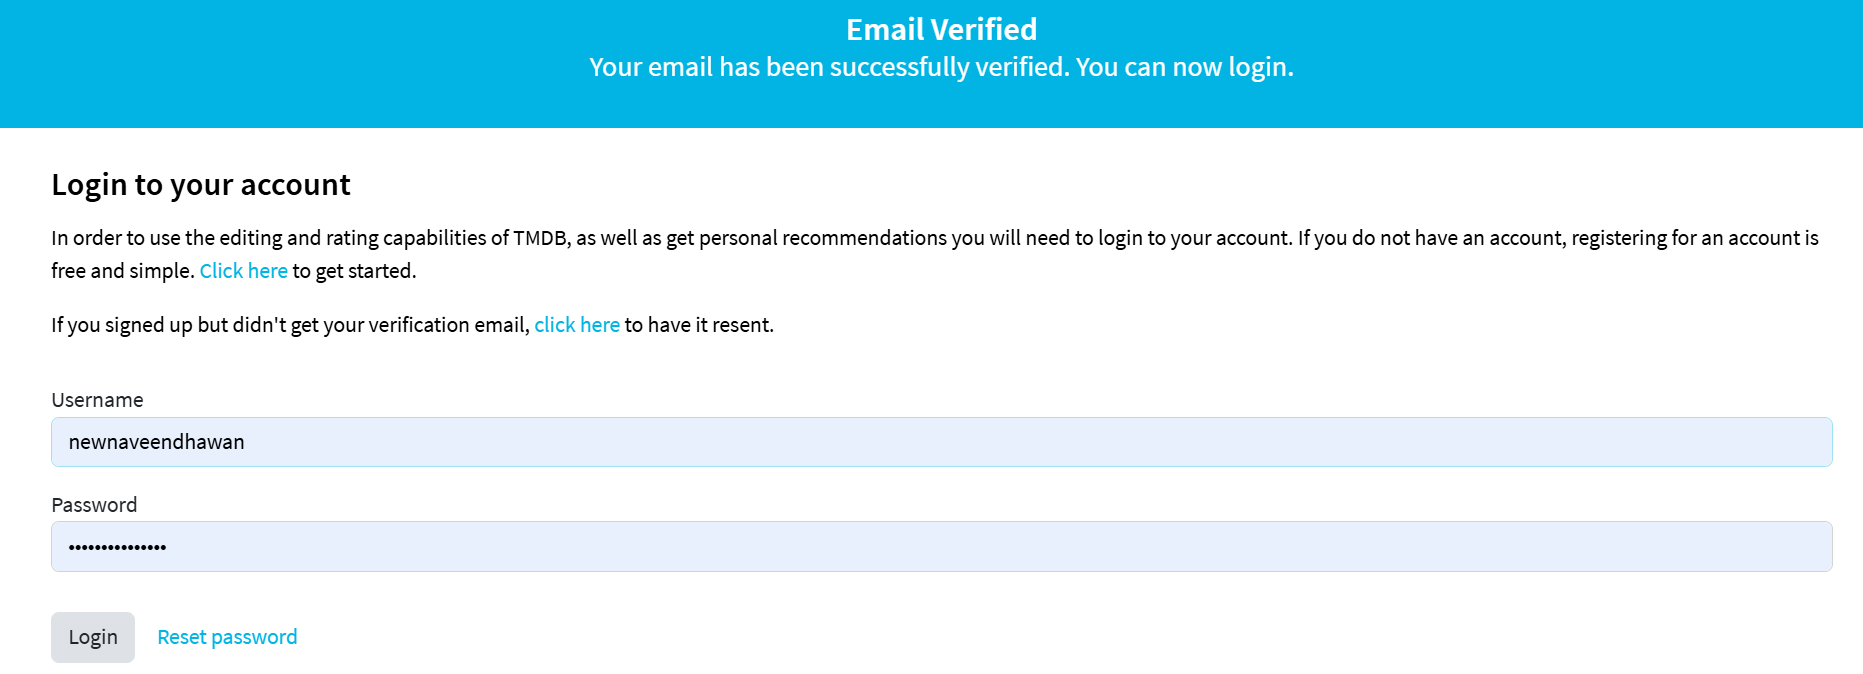 Email Verified
Your email has been successfully verified. You can now login.
Login to your account
In order to use the editing and rating capabilities of TMDB, as well as get personal recommendations you will need to login to your account. If you do not have an account, registering for an account is
free and simple. Click here to get started.
If you signed up but didn't get your verification email, click here to have it resent.
Username
newnaveendhawan
Password
•••••••••••••••
Login Reset password